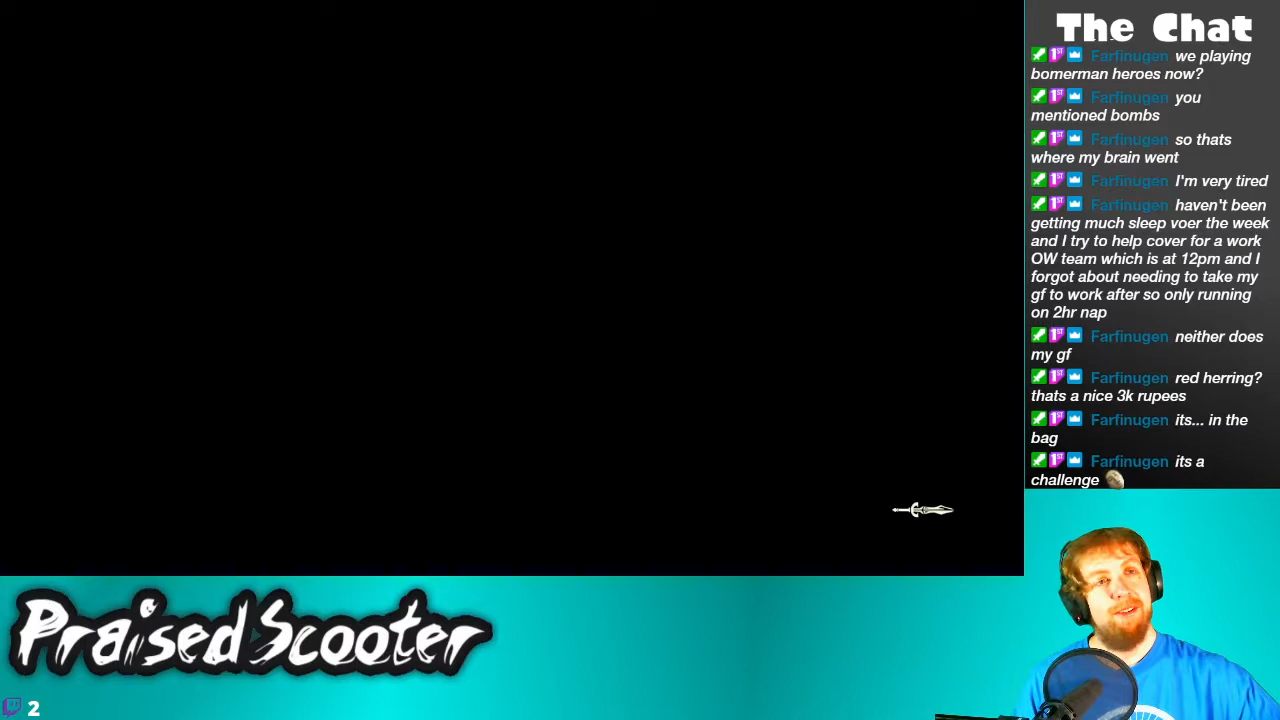 The Chat
Farfinugen we playing
bomerman heroes now?
Farfinugen you
mentioned bombs
Farfinugen so thats
where my brain went
Farfinugen I'm very tired
Farfinugen haven't been
getting much sleep voer the week
and I try to help cover for a work
OW team which is at 12pm and I
forgot about needing to take my
gf to work after so only running
on 2hr nap
Farfinugen neither does
my gf
Farfinugen red herring?
thats a nice 3k rupees
Farfinugen its... in the
bag
Farfinugen its a
challenge
PraisedScooter
2